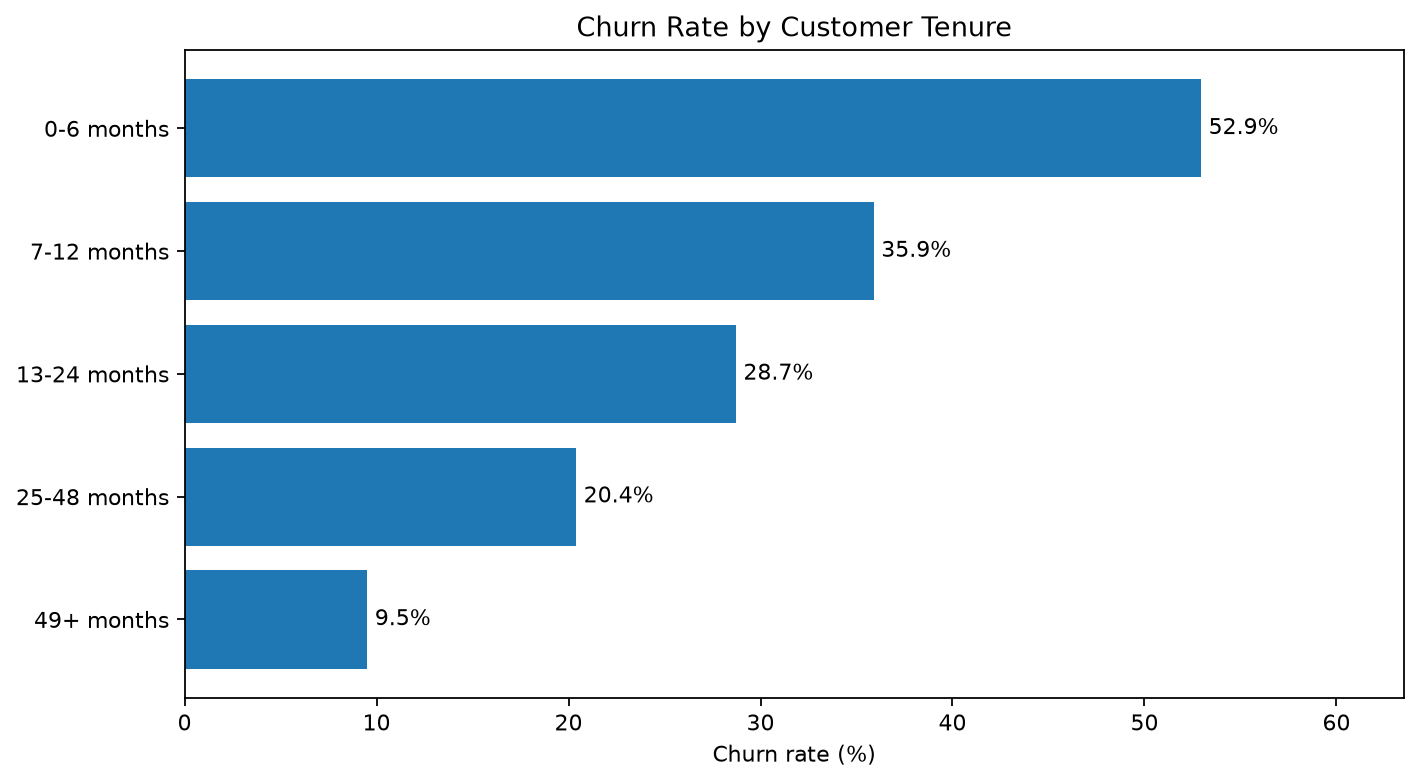 Churn Rate by Customer Tenure
0-6 months
52.9%
7-12 months
35.9%
13-24 months
28.7%
25-48 months
20.4%
49+ months
9.5%
0 10 20 30 40 50 60
Churn rate (%)